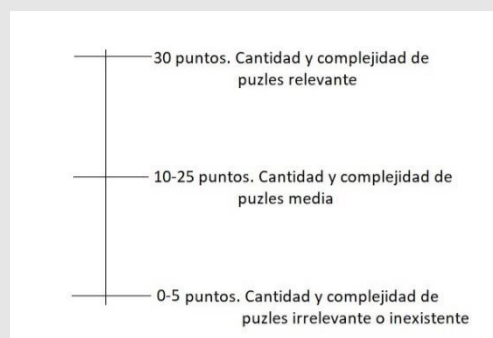 30 puntos. Cantidad y complejidad de
puzles relevante
10-25 puntos. Cantidad y complejidad de
puzles media
0-5 puntos. Cantidad y complejidad de
puzles irrelevante o inexistente